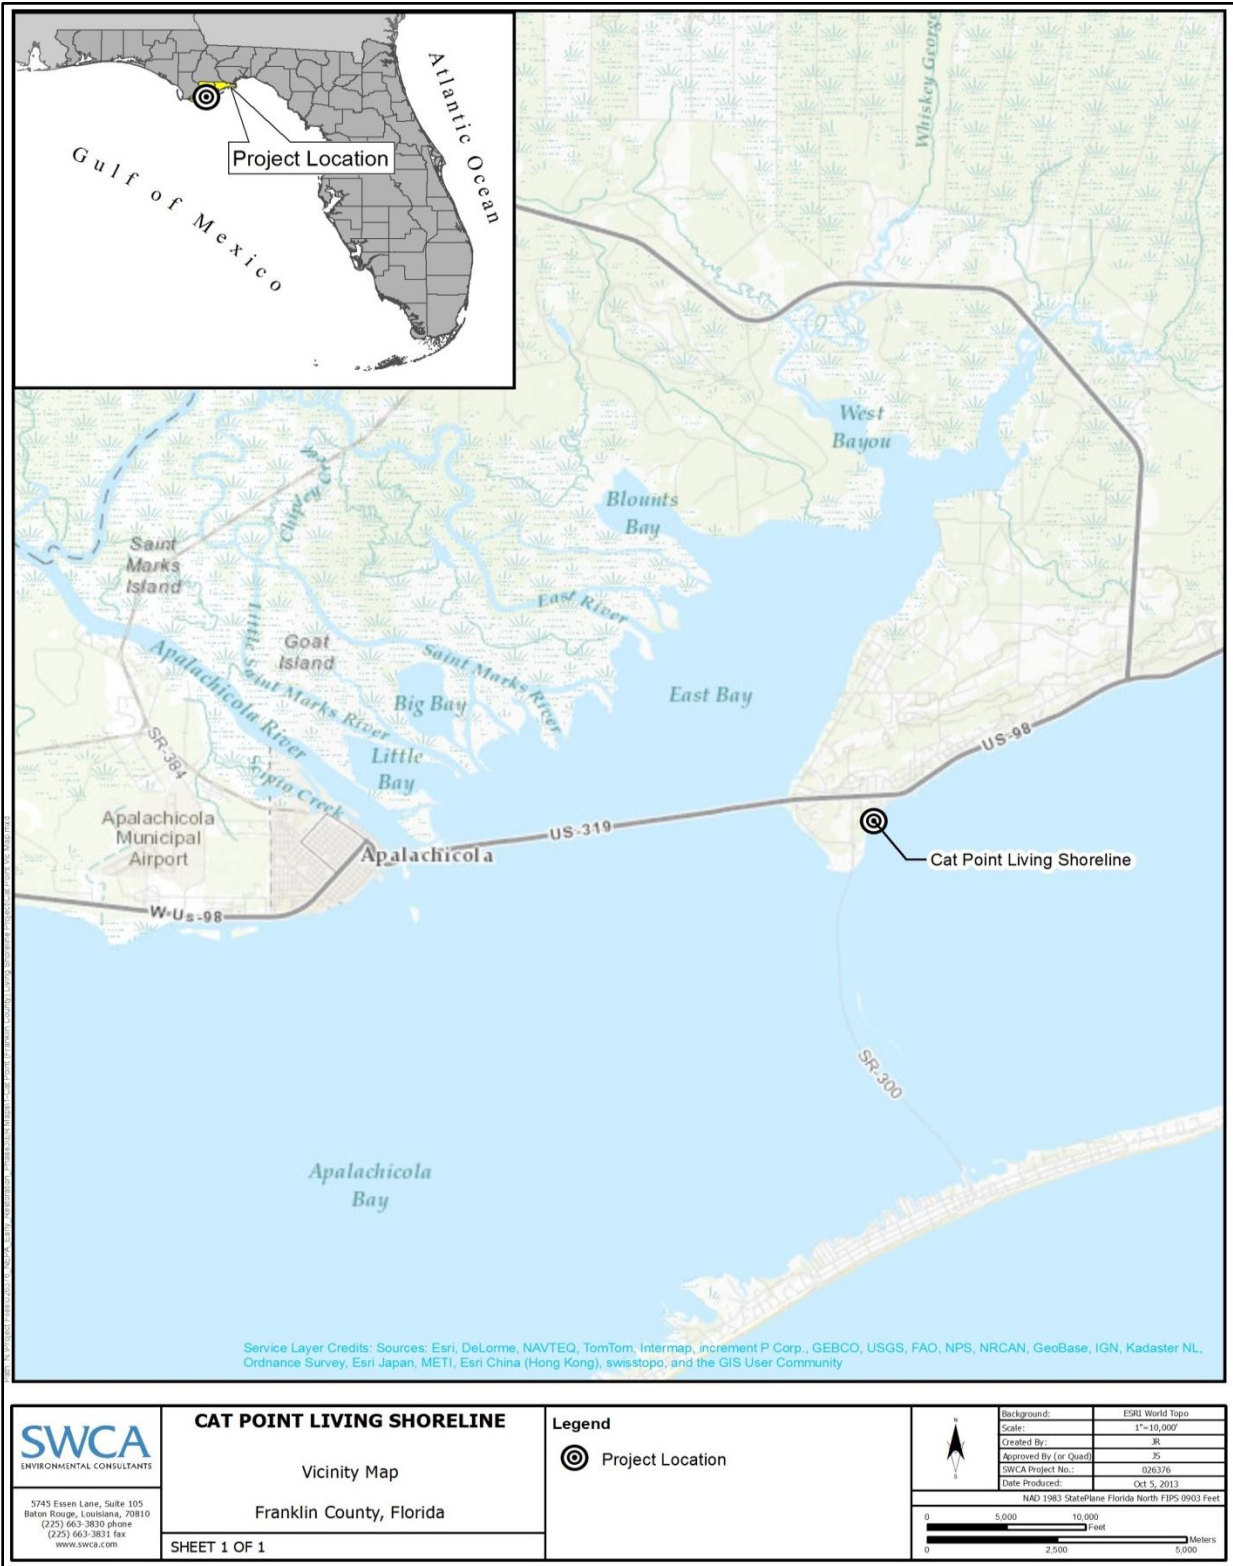 Atlantic Ocean
Gulf of Mexico
Project Location
Whiskey George
West
Bayou
Blounts
Bay
Chipley Cre
Saint
Marks
Island
East River
Goat
Island
Little Saint Marks River
Saint Marks River
Apalachicola River
Big Bay
East Bay
Little
Bay
SR-384
Scipio Creek
US-98
Apalachicola
Municipal
Airport
US-319
Apalachicola
Cat Point Living Shoreline
W-Us-98
SR-300
Apalachicola
Bay
Service Layer Credits: Sources: Esri, DeLorme, NAVTEQ, TomTom, Intermap, increment P Corp., GEBCO, USGS, FAO, NPS, NRCAN, GeoBase, IGN, Kadaster NL,
Ordnance Survey, Esri Japan, METI, Esri China (Hong Kong), swisstopo, and the GIS User Community
SWCA
ENVIRONMENTAL CONSULTANTS
5745 Essen Lane, Suite 105
Baton Rouge, Louisiana, 70810
(225) 663-3830 phone
(225) 663-3831 fax
www.swca.com
CAT POINT LIVING SHORELINE
Vicinity Map
Franklin County, Florida
SHEET 1 OF 1
Legend
Project Location
N
S
Background: ESRI World Topo
Scale: 1"=10,000'
Created By: JR
Approved By (or Quad) JS
SWCA Project No.: 026376
Date Produced: Oct 5, 2013
NAD 1983 StatePlane Florida North FIPS 0903 Feet
0 5,000 10,000
Feet
Meters
0 2,500 5,000